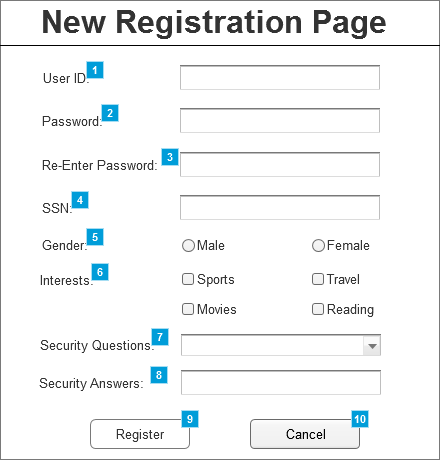 New Registration Page
User ID: 1
Password: 2
Re-Enter Password: 3
SSN: 4
Gender: 5 Male Female
Interests: 6 Sports Travel
Movies Reading
Security Questions: 7
Security Answers: 8
Register 9 Cancel 10